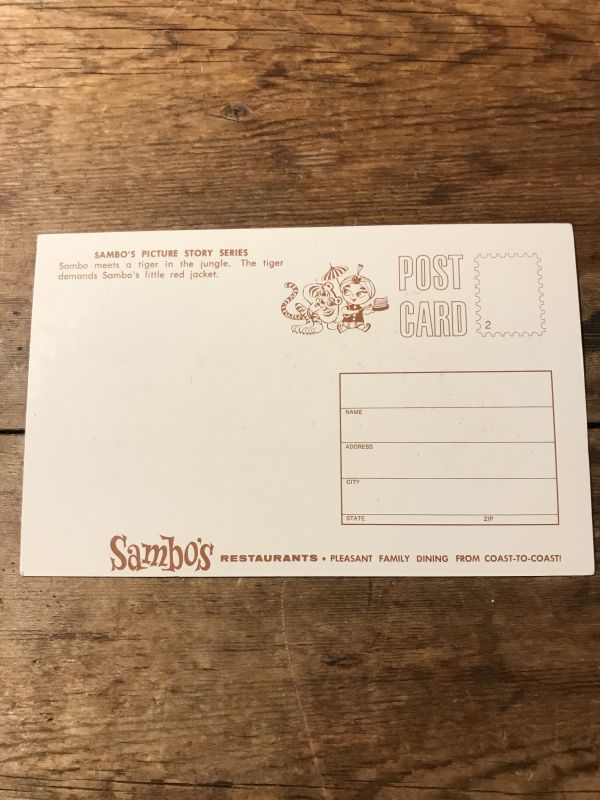 SAMBO'S PICTURE STORY SERIES
Sambo meets a tiger in the jungle. The tiger
demands Sambo's little red jacket.
POST
CARD
2
NAME
ADDRESS
CITY
STATE ZIP
Sambo's RESTAURANTS • PLEASANT FAMILY DINING FROM COAST-TO-COAST!